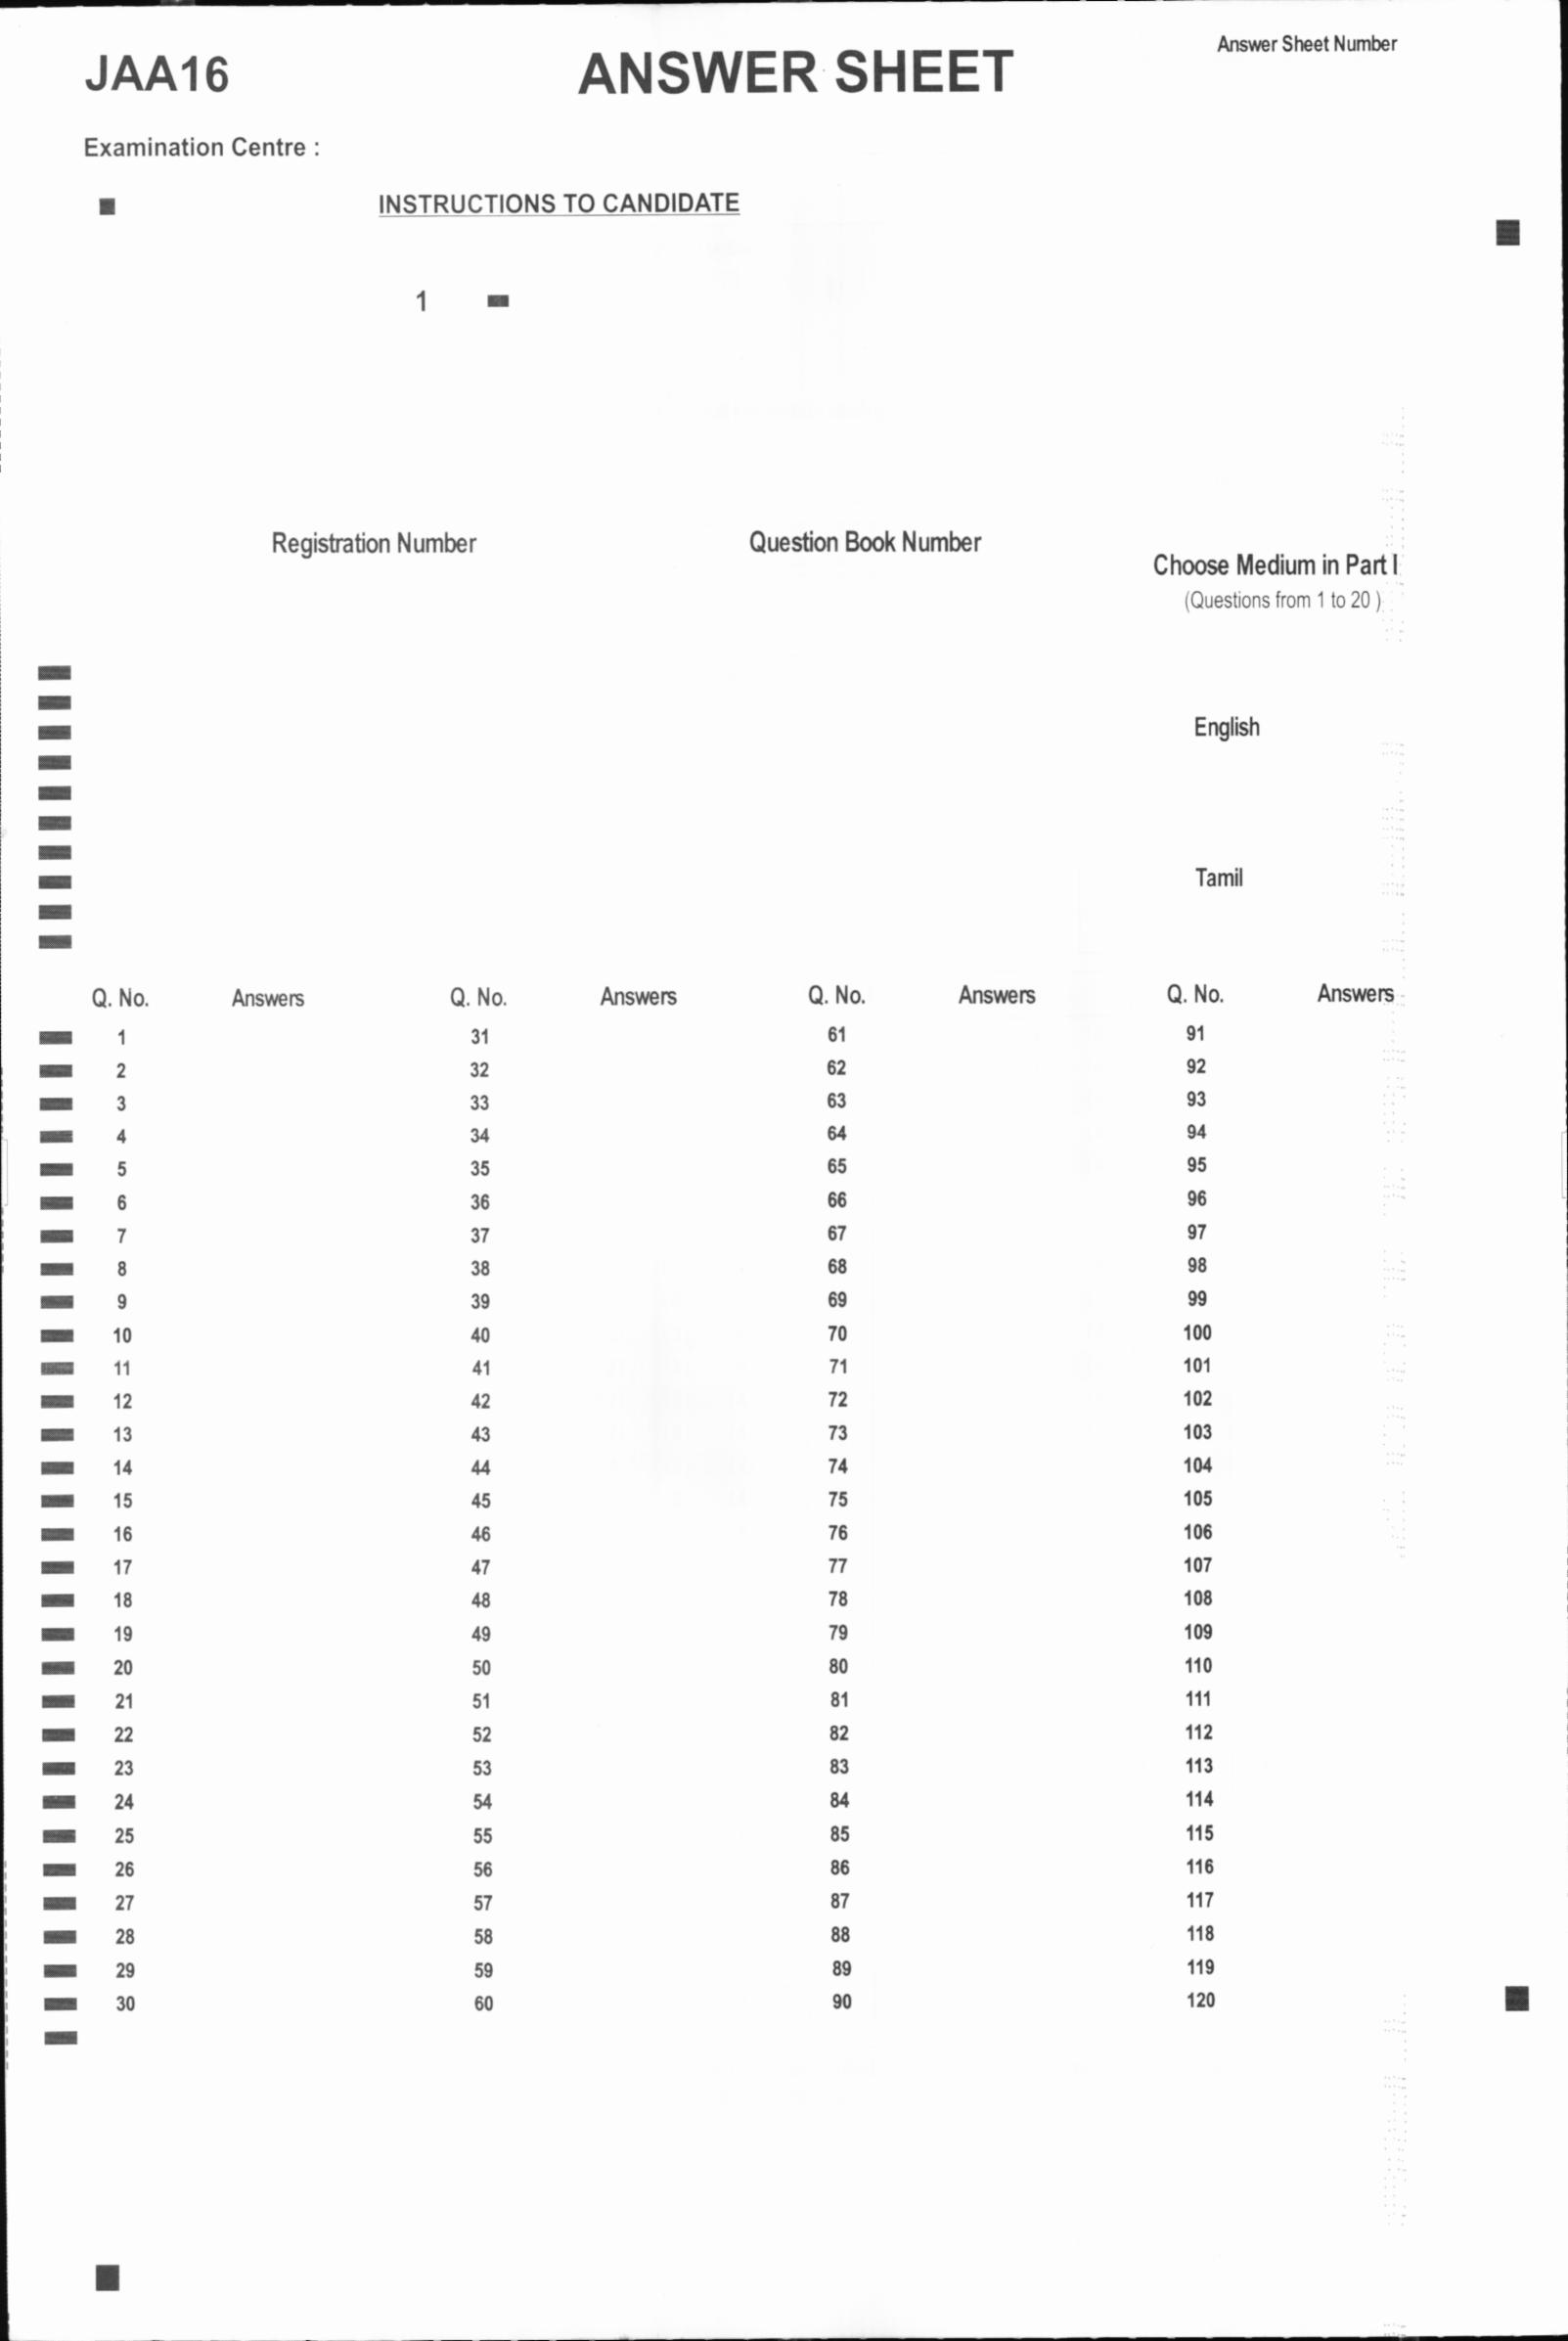 Answer Sheet Number
JAA16 ANSWER SHEET
Examination Centre :
INSTRUCTIONS TO CANDIDATE
1
Registration Number Question Book Number
Choose Medium in Part I
(Questions from 1 to 20 )
English
Tamil
Q. No. Answers Q. No. Answers Q. No. Answers Q. No. Answers
1 31 61 91
2 32 62 92
3 33 63 93
4 34 64 94
5 35 65 95
6 36 66 96
7 37 67 97
8 38 68 98
9 39 69 99
10 40 70 100
11 41 71 101
12 42 72 102
13 43 73 103
14 44 74 104
15 45 75 105
16 46 76 106
17 47 77 107
18 48 78 108
19 49 79 109
20 50 80 110
21 51 81 111
22 52 82 112
23 53 83 113
24 54 84 114
25 55 85 115
26 56 86 116
27 57 87 117
28 58 88 118
29 59 89 119
30 60 90 120